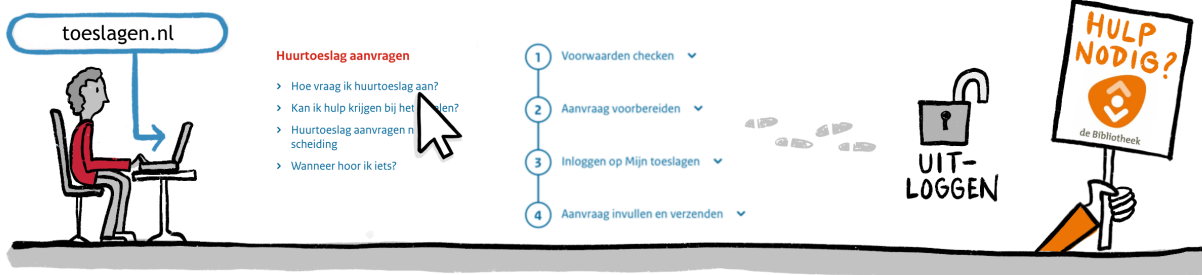 toeslagen.nl
Huurtoeslag aanvragen
Hoe vraag ik huurtoeslag aan?
Kan ik hulp krijgen bij het
Huurtoeslag aanvragen
scheiding
Wanneer hoor ik iets?
1 Voorwaarden checken
2 Aanvraag voorbereiden
3 Inloggen op Mijn toeslagen
4 Aanvraag invullen en verzenden
UIT-
LOGGEN
HULP
NODIG?
de Bibliotheek